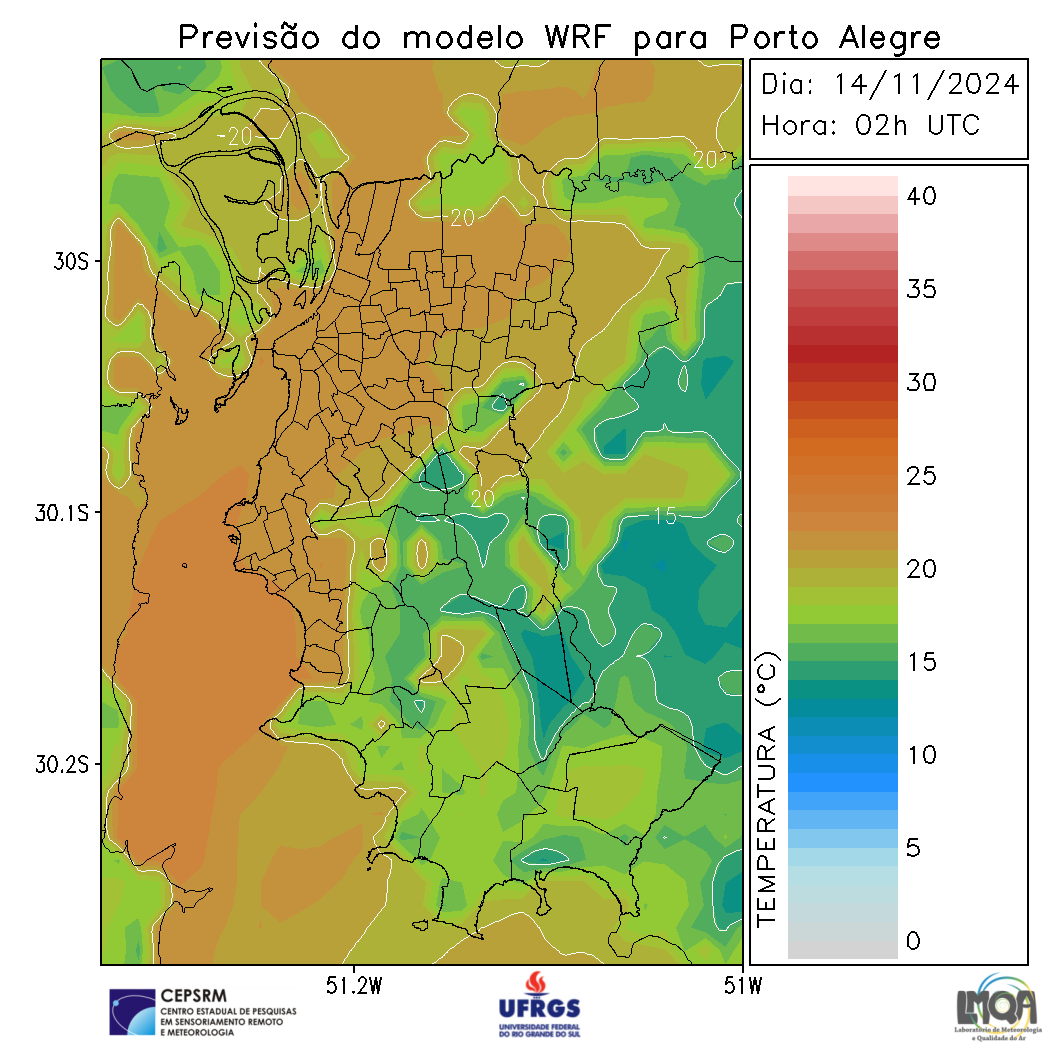 Previsão do modelo WRF para Porto Alegre
Dia: 14/11/2024
Hora: 02h UTC
20
20
20
20
15
30S
30.1S
30.2S
51.2W
51W
TEMPERATURA (°C)
40
35
30
25
20
15
10
5
0
CEPSRM
CENTRO ESTADUAL DE PESQUISAS
EM SENSORIAMENTO REMOTO
E METEOROLOGIA
UFRGS
UNIVERSIDADE FEDERAL
DO RIO GRANDE DO SUL
LMQA
Laboratório de Meteorologia
e Qualidade do Ar